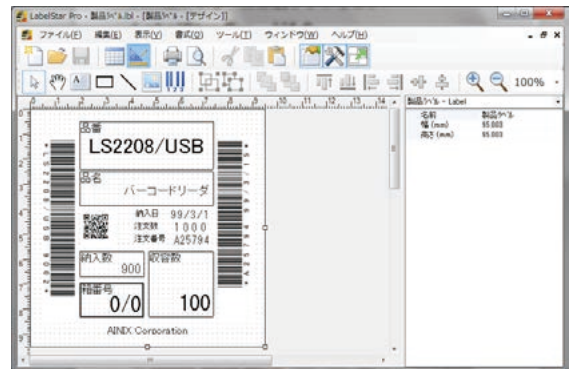 LabelStar Pro - 製品ﾗﾍﾞﾙ.lbl - [製品ﾗﾍﾞﾙ - [デザイン]]
ファイル(F) 編集(E) 表示(V) 書式(O) ツール(T) ウィンドウ(W) ヘルプ(H)
100%
製品ﾗﾍﾞﾙ - Label
名前 製品ﾗﾍﾞﾙ
幅 (mm) 95.003
高さ (mm) 95.003
品番
LS2208/USB
品名
バーコードリーダ
納入日 99/3/1
注文数 1000
注文番号 A25794
納入数 900
収容数 100
箱番号 0/0
AINIX Corporation